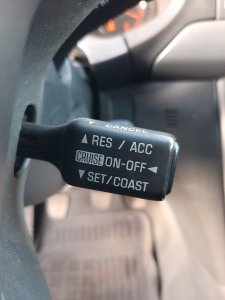 ▼ CANCEL
▲ RES / ACC
CRUISE ON-OFF ◄
▼ SET/COAST